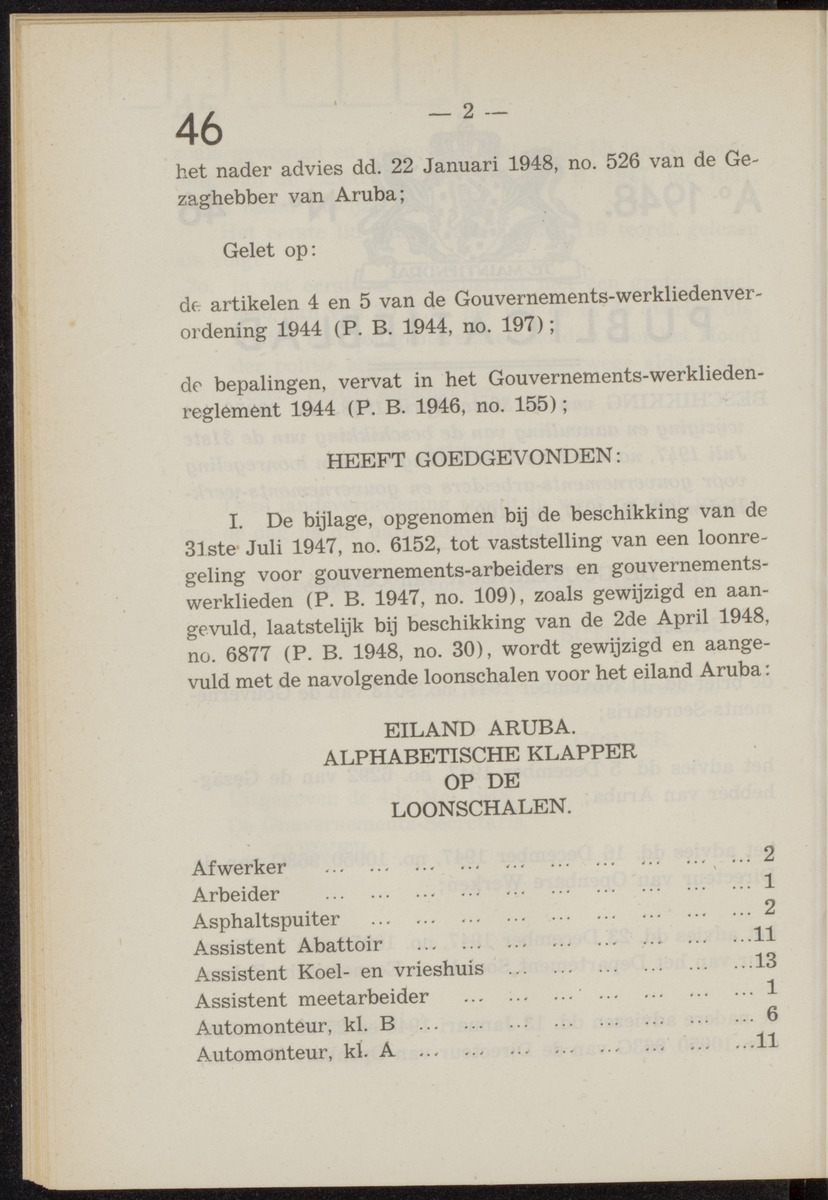 46
— 2 —
het nader advies dd. 22 Januari 1948, no. 526 van de Ge-
zaghebber van Aruba;
Gelet op:
de artikelen 4 en 5 van de Gouvernements-werkliedenver-
ordening 1944 (P. B. 1944, no. 197);
de bepalingen, vervat in het Gouvernements-werklieden-
reglement 1944 (P. B. 1946, no. 155);
HEEFT GOEDGEVONDEN:
I. De bijlage, opgenomen bij de beschikking van de
31ste Juli 1947, no. 6152, tot vaststelling van een loonre-
geling voor gouvernements-arbeiders en gouvernements-
werklieden (P. B. 1947, no. 109), zoals gewijzigd en aan-
gevuld, laatstelijk bij beschikking van de 2de April 1948,
no. 6877 (P. B. 1948, no. 30), wordt gewijzigd en aange-
vuld met de navolgende loonschalen voor het eiland Aruba:
EILAND ARUBA.
ALPHABETISCHE KLAPPER
OP DE
LOONSCHALEN.
Afwerker ... ... ... ... ... ... ... ... ... ... 2
Arbeider ... ... ... ... ... ... ... ... ... ... 1
Asphaltspuiter ... ... ... ... ... ... ... ... ... 2
Assistent Abattoir ... ... ... ... ... ... ... ...11
Assistent Koel- en vrieshuis ... ... ... ... ... ...13
Assistent meetarbeider ... ... ... ... ... ... ... 1
Automonteur, kl. B ... ... ... ... ... ... ... ... 6
Automonteur, kl. A ... ... ... ... ... ... ... ...11